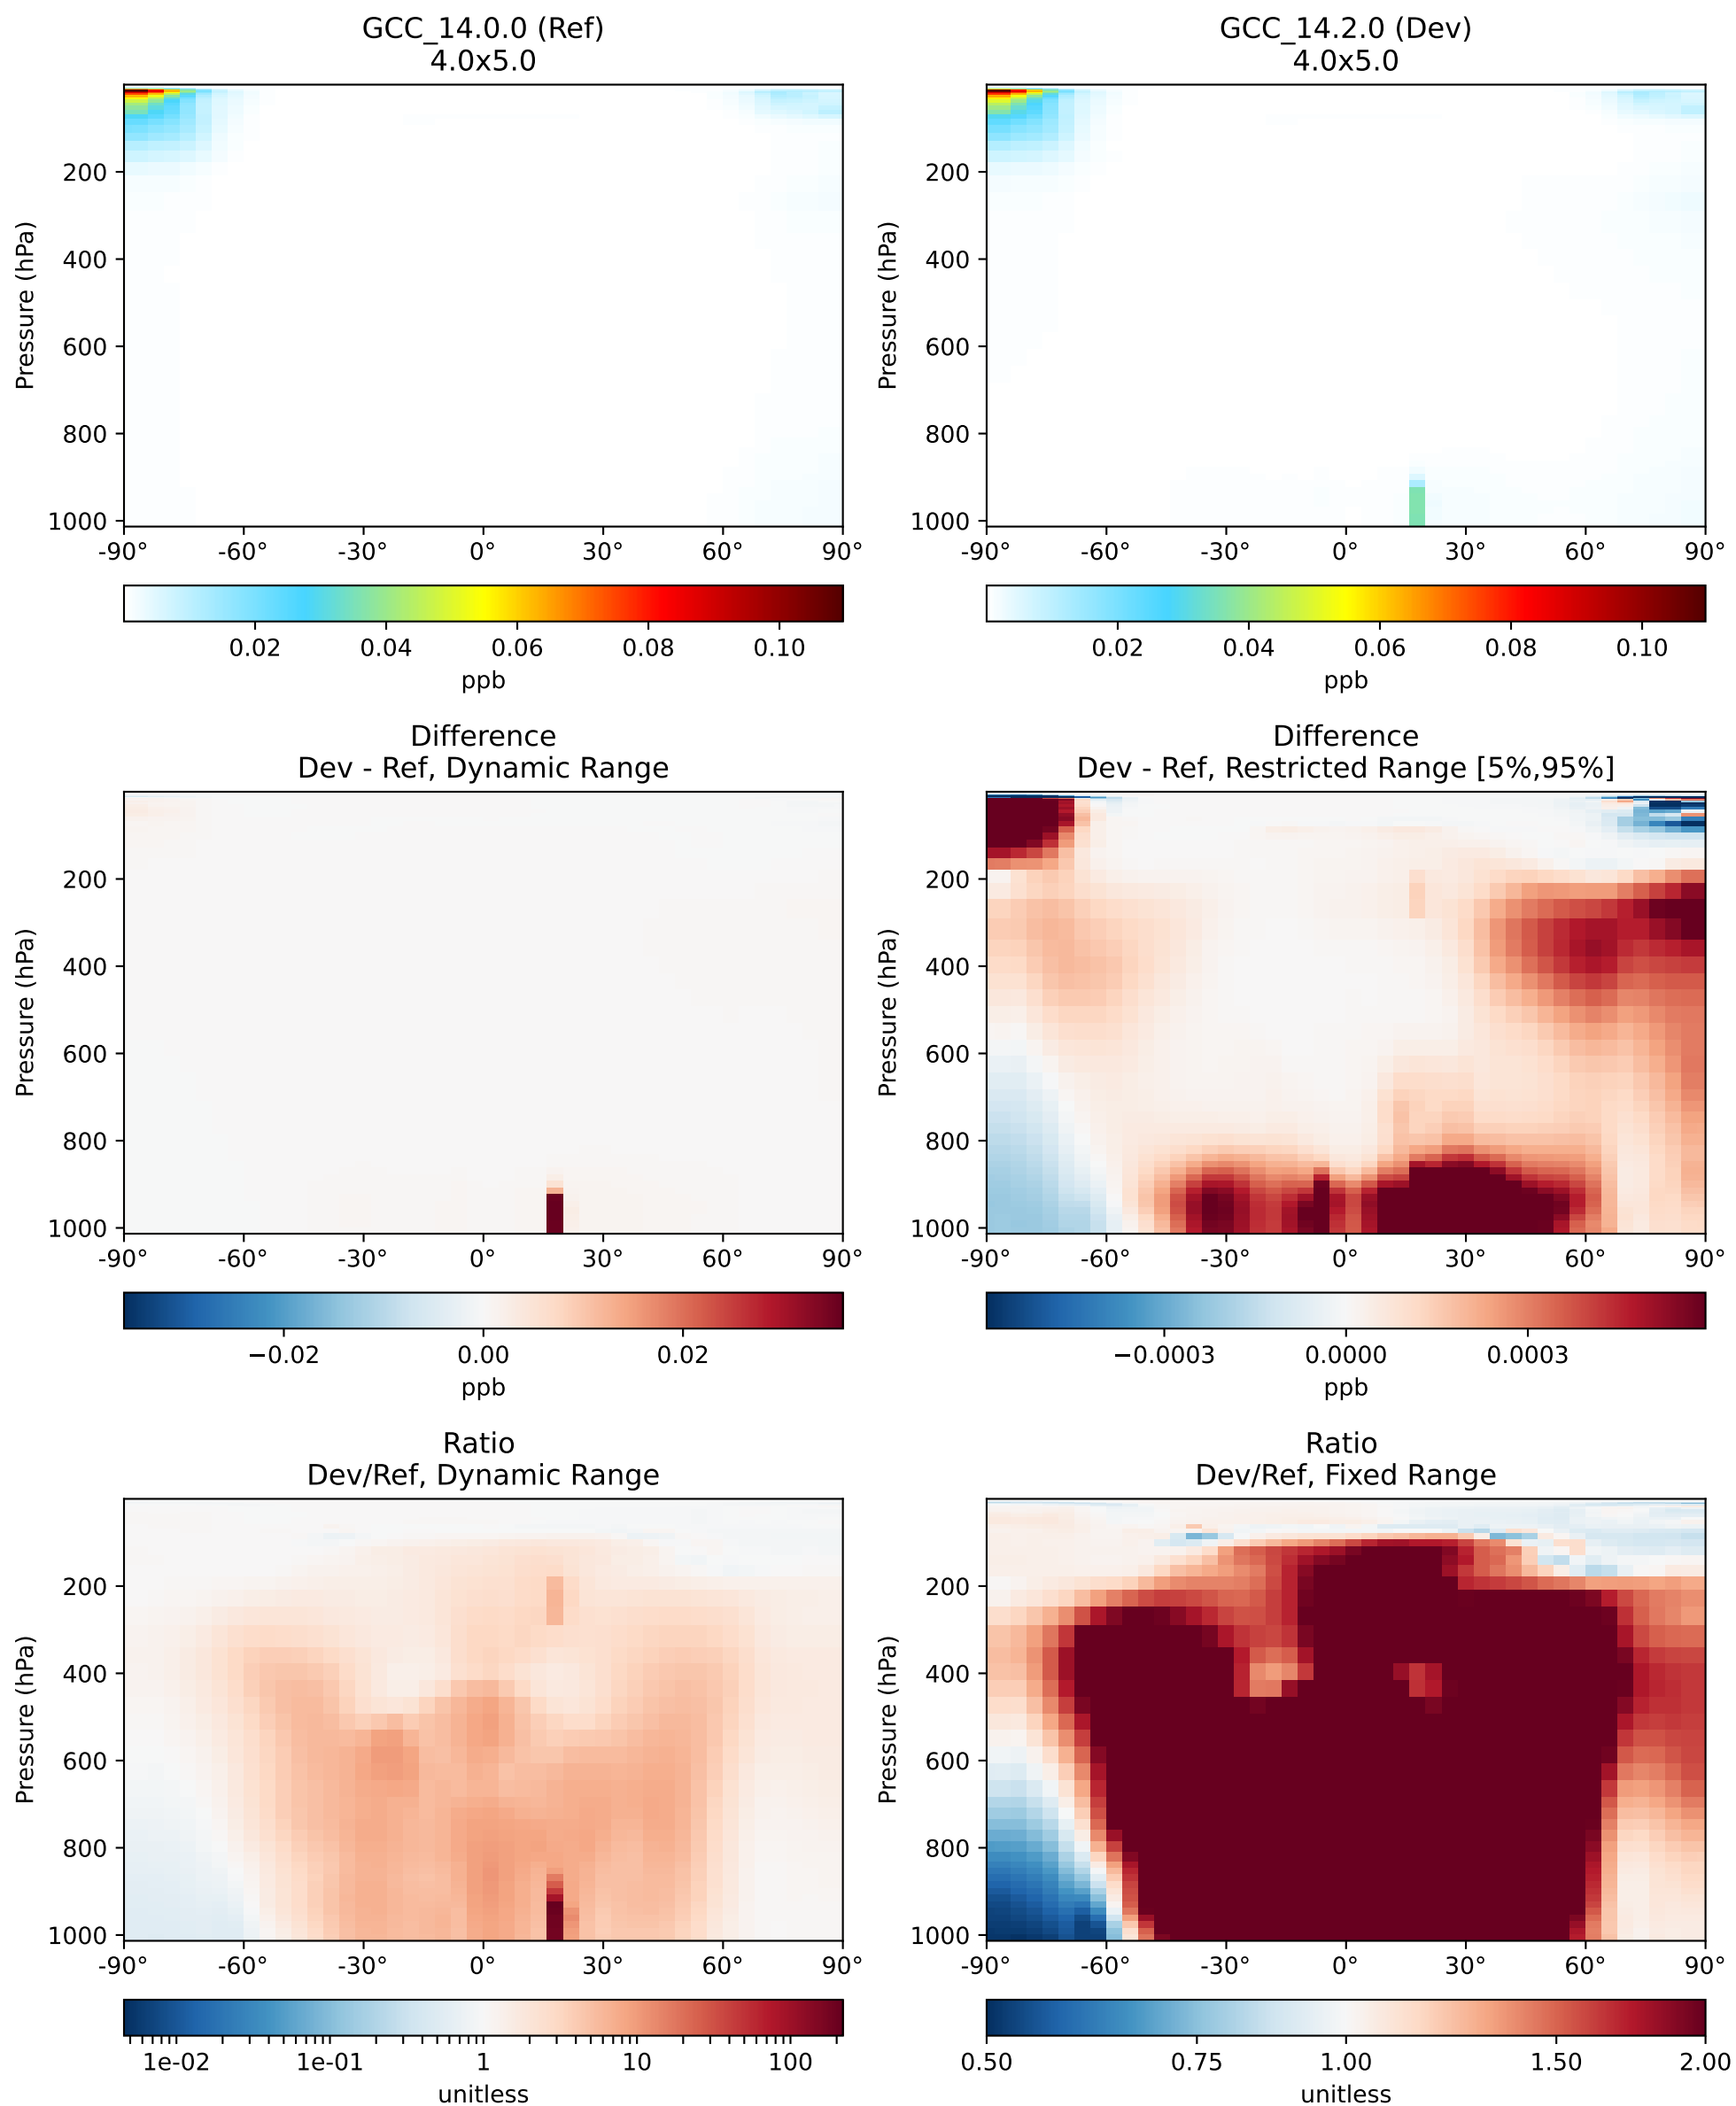 GCC_14.0.0 (Ref)
4.0x5.0
Pressure (hPa)
200
400
600
800
1000
-90° -60° -30° 0° 30° 60° 90°
0.02 0.04 0.06 0.08 0.10
ppb
GCC_14.2.0 (Dev)
4.0x5.0
Pressure (hPa)
200
400
600
800
1000
-90° -60° -30° 0° 30° 60° 90°
0.02 0.04 0.06 0.08 0.10
ppb
Difference
Dev - Ref, Dynamic Range
Pressure (hPa)
200
400
600
800
1000
-90° -60° -30° 0° 30° 60° 90°
−0.02 0.00 0.02
ppb
Difference
Dev - Ref, Restricted Range [5%,95%]
Pressure (hPa)
200
400
600
800
1000
-90° -60° -30° 0° 30° 60° 90°
−0.0003 0.0000 0.0003
ppb
Ratio
Dev/Ref, Dynamic Range
Pressure (hPa)
200
400
600
800
1000
-90° -60° -30° 0° 30° 60° 90°
1e-02 1e-01 1 10 100
unitless
Ratio
Dev/Ref, Fixed Range
Pressure (hPa)
200
400
600
800
1000
-90° -60° -30° 0° 30° 60° 90°
0.50 0.75 1.00 1.50 2.00
unitless